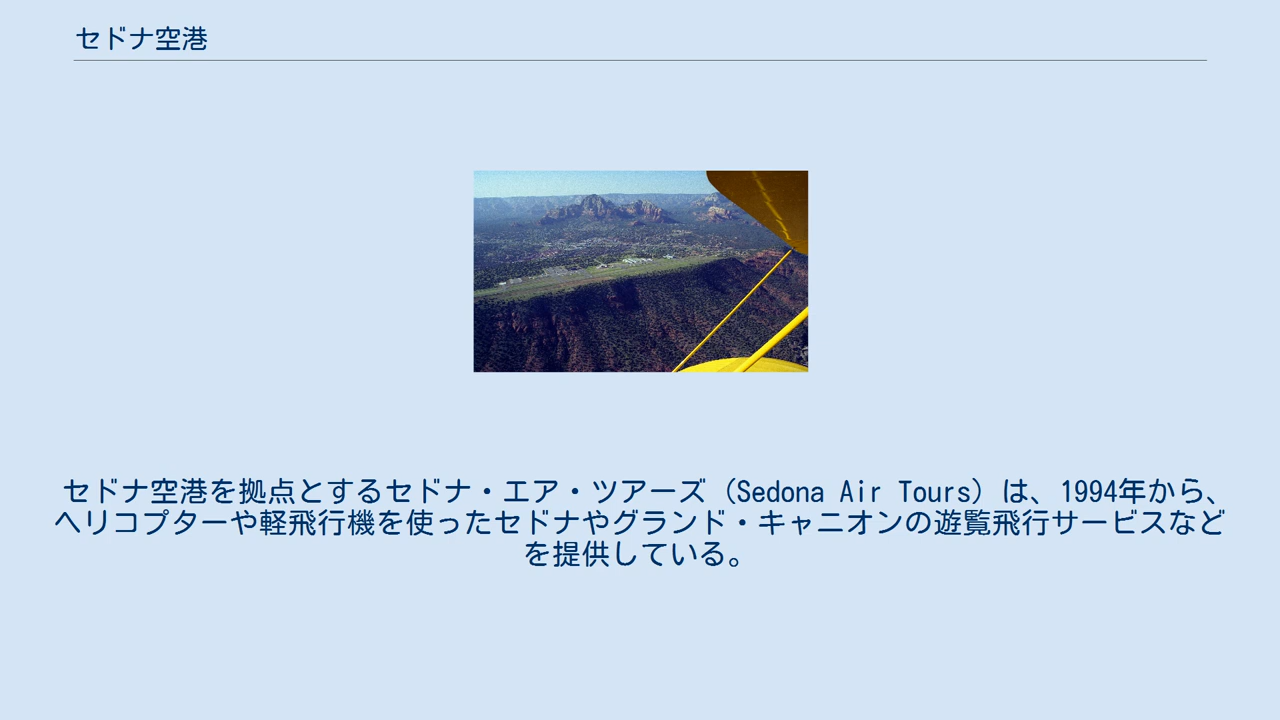 セドナ空港
セドナ空港を拠点とするセドナ・エア・ツアーズ（Sedona Air Tours）は、1994年から、
ヘリコプターや軽飛行機を使ったセドナやグランド・キャニオンの遊覧飛行サービスなど
を提供している。